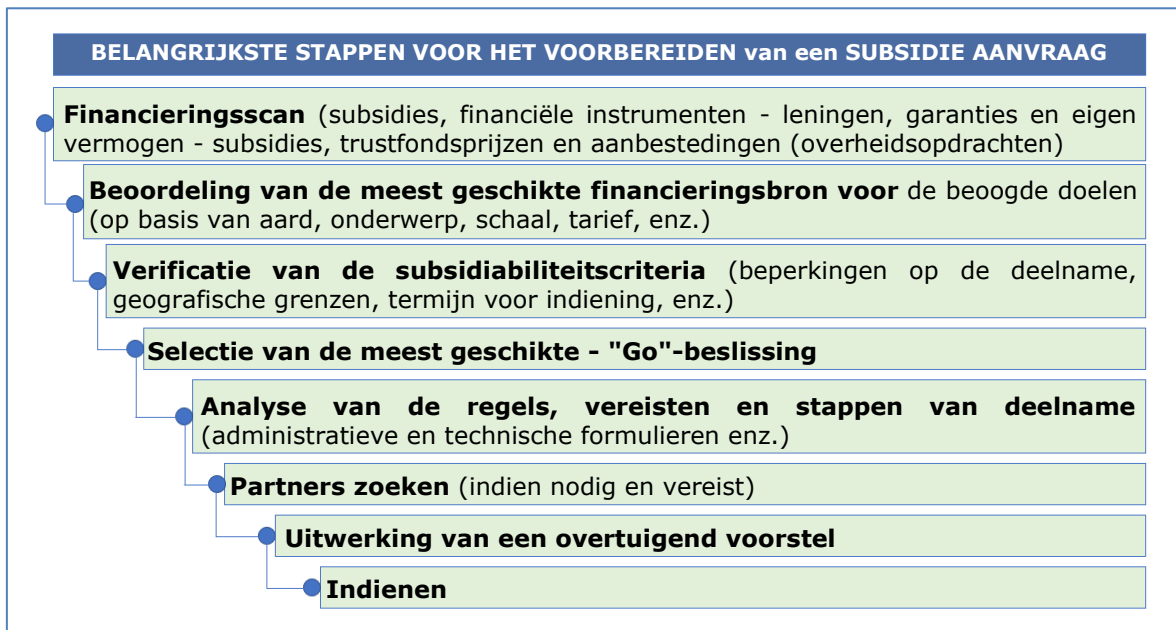 BELANGRIJKSTE STAPPEN VOOR HET VOORBEREIDEN van een SUBSIDIE AANVRAAG
Financieringsscan (subsidies, financiële instrumenten - leningen, garanties en eigen
vermogen - subsidies, trustfondsprijzen en aanbestedingen (overheidsopdrachten)
Beoordeling van de meest geschikte financieringsbron voor de beoogde doelen
(op basis van aard, onderwerp, schaal, tarief, enz.)
Verificatie van de subsidiabiliteitscriteria (beperkingen op de deelname,
geografische grenzen, termijn voor indiening, enz.)
Selectie van de meest geschikte - "Go"-beslissing
Analyse van de regels, vereisten en stappen van deelname
(administratieve en technische formulieren enz.)
Partners zoeken (indien nodig en vereist)
Uitwerking van een overtuigend voorstel
Indienen